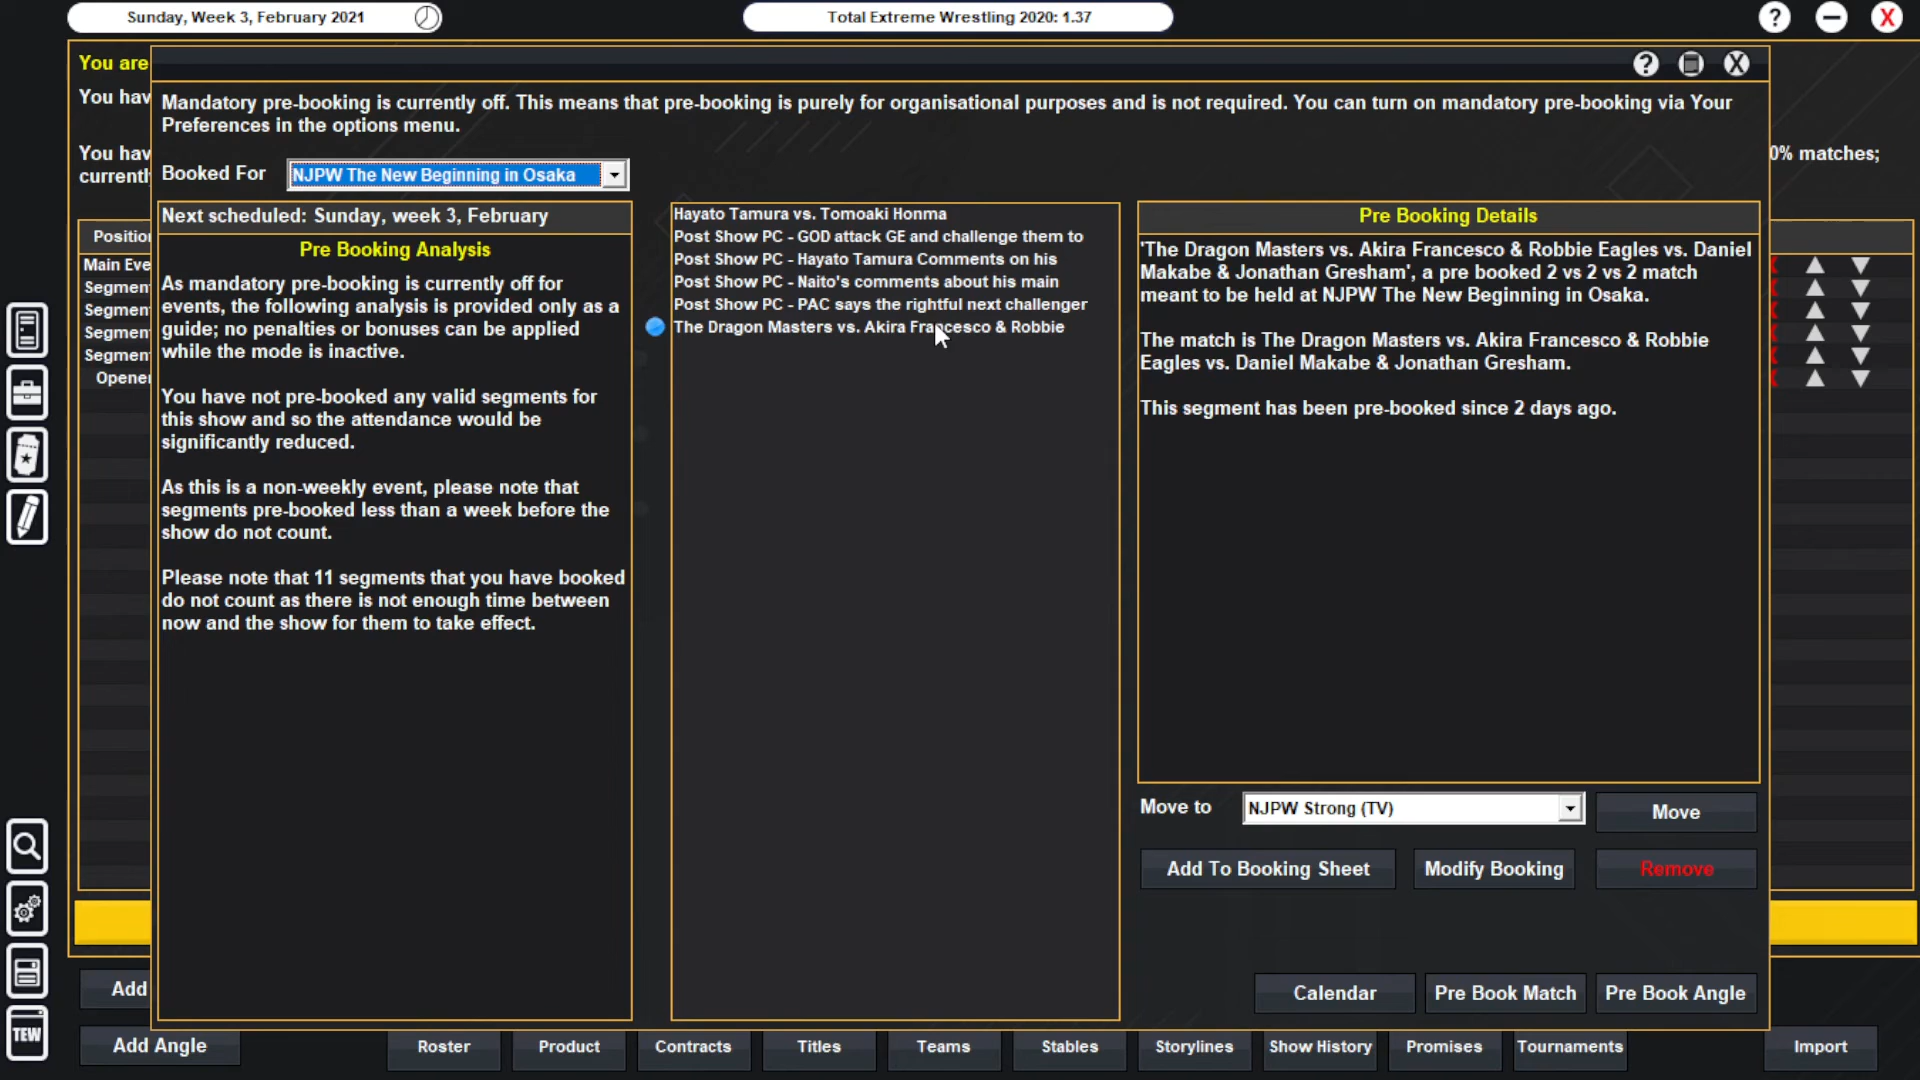 Sunday, Week 3, February 2021
Total Extreme Wrestling 2020: 1.37
?
X
You are
?
X
You hav
Mandatory pre-booking is currently off. This means that pre-booking is purely for organisational purposes and is not required. You can turn on mandatory pre-booking via Your
Preferences in the options menu.
You hav
0% matches;
currentl
Booked For
NJPW The New Beginning in Osaka
Next scheduled: Sunday, week 3, February
Pre Booking Analysis
As mandatory pre-booking is currently off for
events, the following analysis is provided only as a
guide; no penalties or bonuses can be applied
while the mode is inactive.
You have not pre-booked any valid segments for
this show and so the attendance would be
significantly reduced.
As this is a non-weekly event, please note that
segments pre-booked less than a week before the
show do not count.
Please note that 11 segments that you have booked
do not count as there is not enough time between
now and the show for them to take effect.
Hayato Tamura vs. Tomoaki Honma
Post Show PC - GOD attack GE and challenge them to
Post Show PC - Hayato Tamura Comments on his
Post Show PC - Naito's comments about his main
Post Show PC - PAC says the rightful next challenger
The Dragon Masters vs. Akira Francesco & Robbie
Pre Booking Details
'The Dragon Masters vs. Akira Francesco & Robbie Eagles vs. Daniel
Makabe & Jonathan Gresham', a pre booked 2 vs 2 vs 2 match
meant to be held at NJPW The New Beginning in Osaka.
The match is The Dragon Masters vs. Akira Francesco & Robbie
Eagles vs. Daniel Makabe & Jonathan Gresham.
This segment has been pre-booked since 2 days ago.
Positio
Main Eve
Segmen
Segmen
Segmen
Segmen
Opene
Move to
NJPW Strong (TV)
Move
Add To Booking Sheet
Modify Booking
Remove
Calendar
Pre Book Match
Pre Book Angle
Add
Add Angle
TEW
Roster
Product
Contracts
Titles
Teams
Stables
Storylines
Show History
Promises
Tournaments
Import